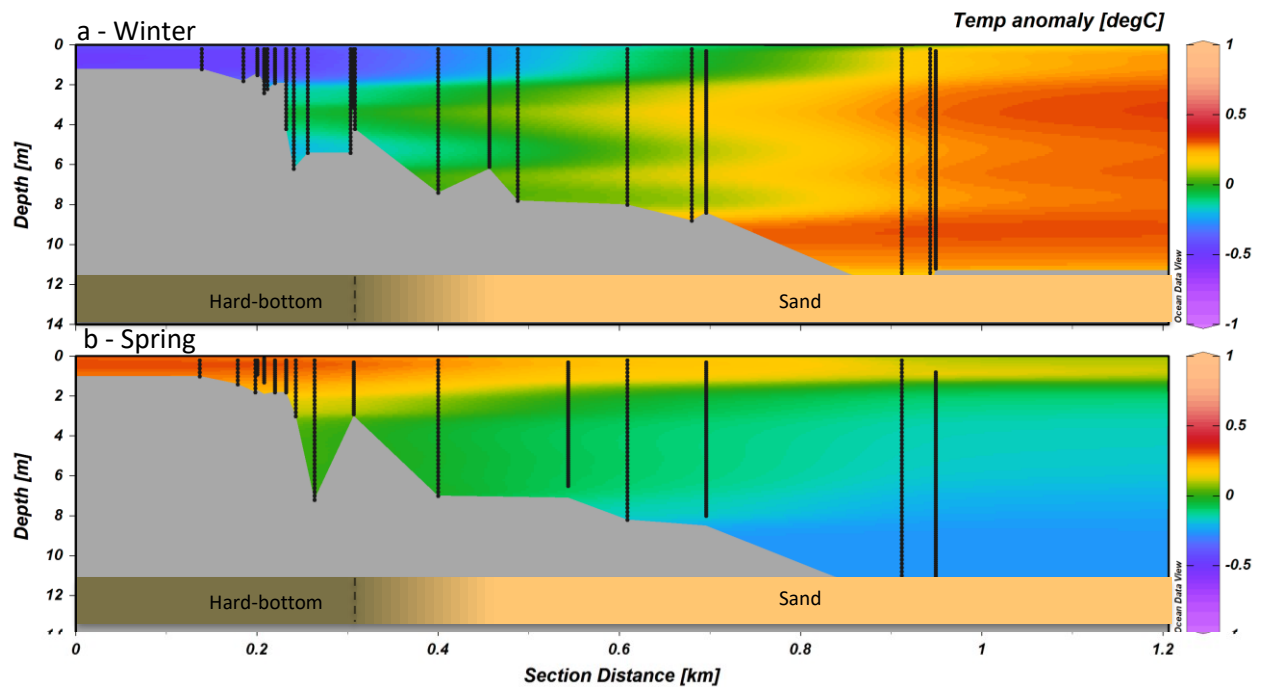 a - Winter
Temp anomaly [degC]
0
2
4
6
8
10
12
14
Depth [m]
Hard-bottom
Sand
Ocean Data View
1
0.5
0
-0.5
-1
b - Spring
0
2
4
6
8
10
12
Depth [m]
Hard-bottom
Sand
Ocean Data View
1
0.5
0
-0.5
0
0.2
0.4
0.6
0.8
1
1.2
Section Distance [km]